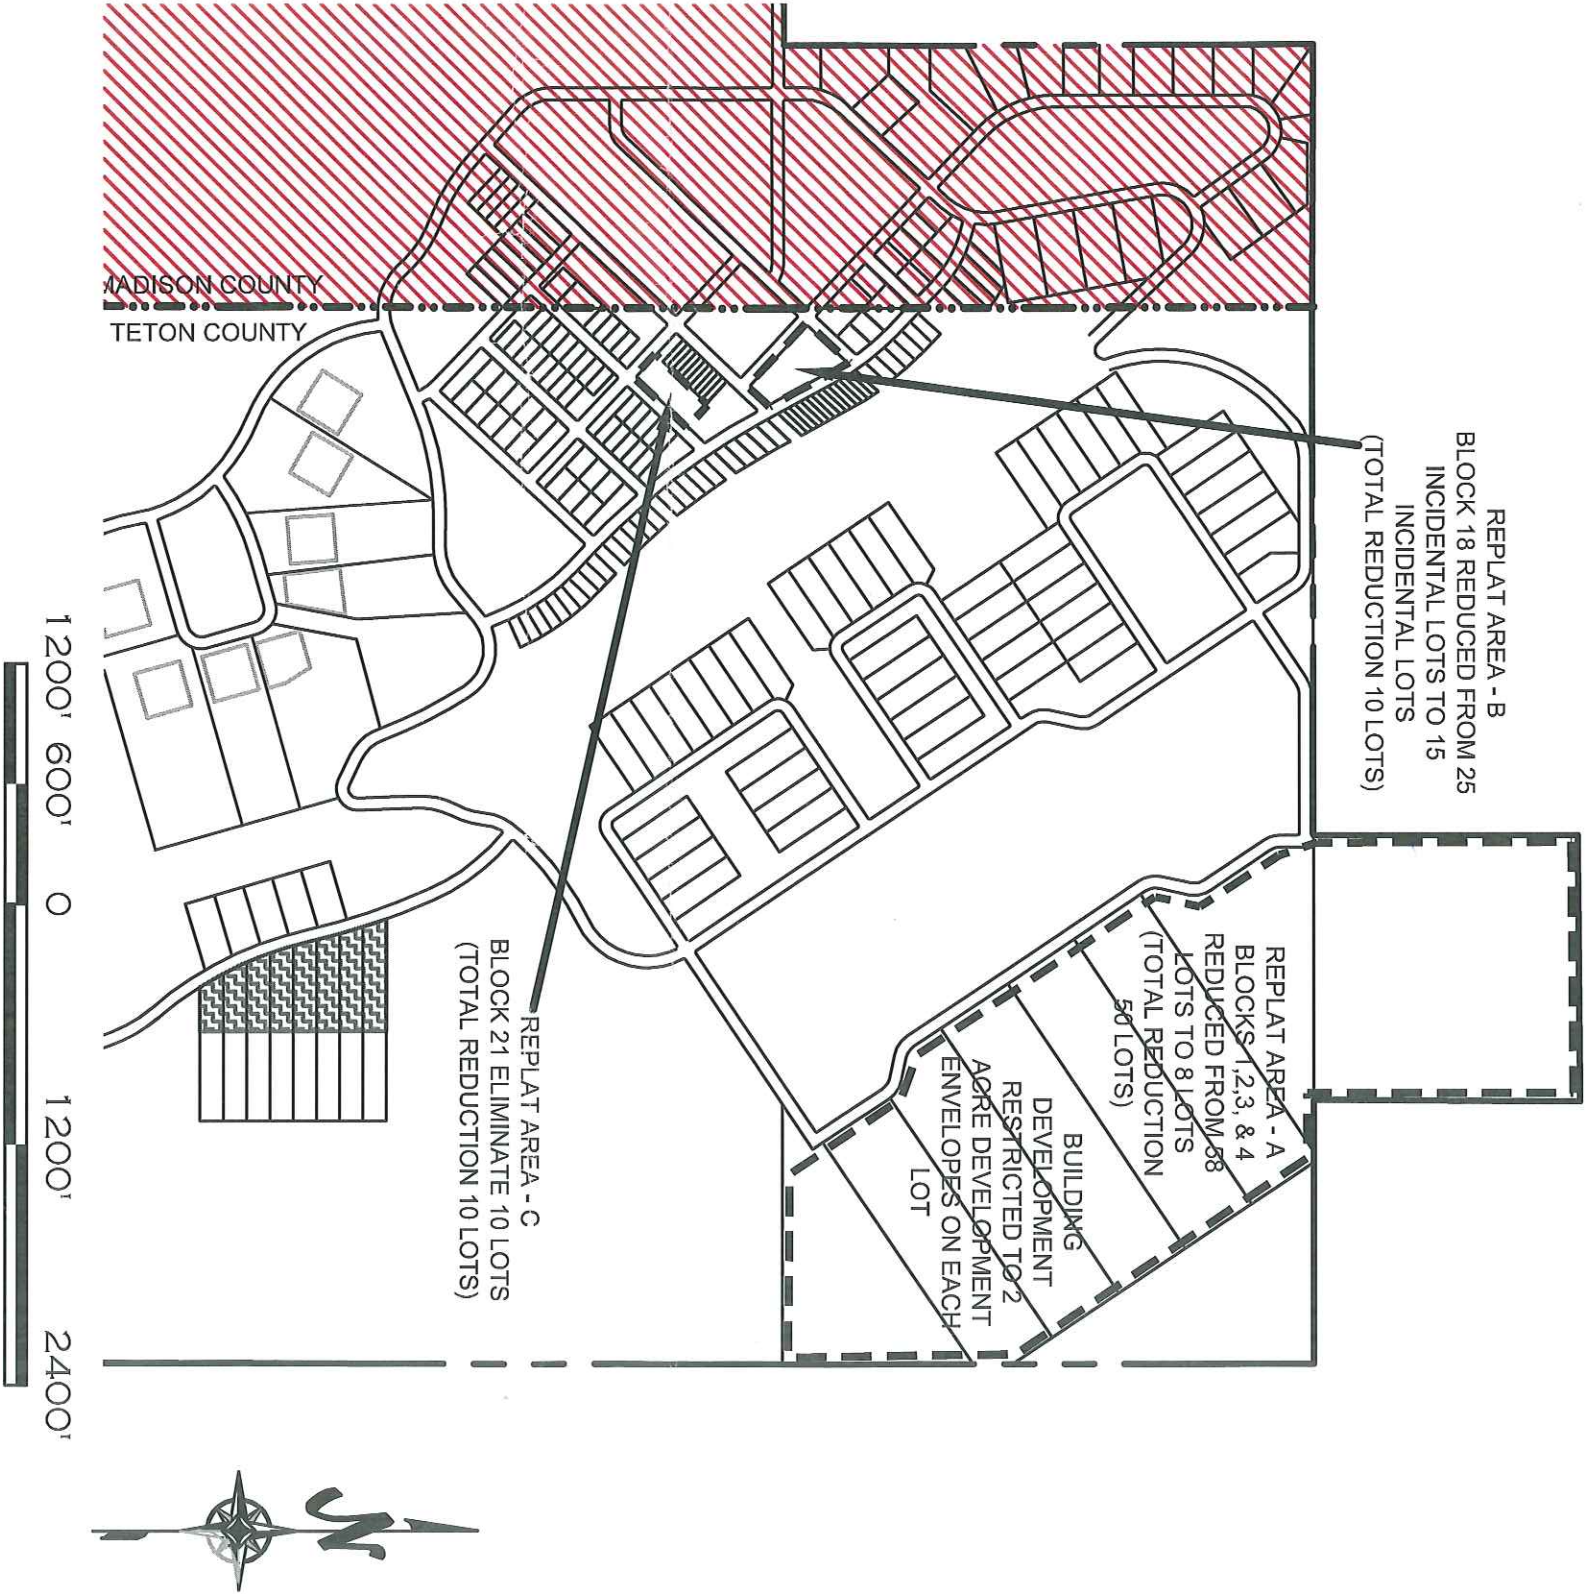 REPLAT AREA - B
BLOCK 18 REDUCED FROM 25
INCIDENTAL LOTS TO 15
INCIDENTAL LOTS
(TOTAL REDUCTION 10 LOTS)
REPLAT AREA - A
BLOCKS 1,2,3, & 4
REDUCED FROM 58
LOTS TO 8 LOTS
(TOTAL REDUCTION
50 LOTS)
BUILDING
DEVELOPMENT
RESTRICTED TO 2
ACRE DEVELOPMENT
ENVELOPES ON EACH
LOT
REPLAT AREA - C
BLOCK 21 ELIMINATE 10 LOTS
(TOTAL REDUCTION 10 LOTS)
MADISON COUNTY
TETON COUNTY
1200' 600' 0 1200' 2400'
N